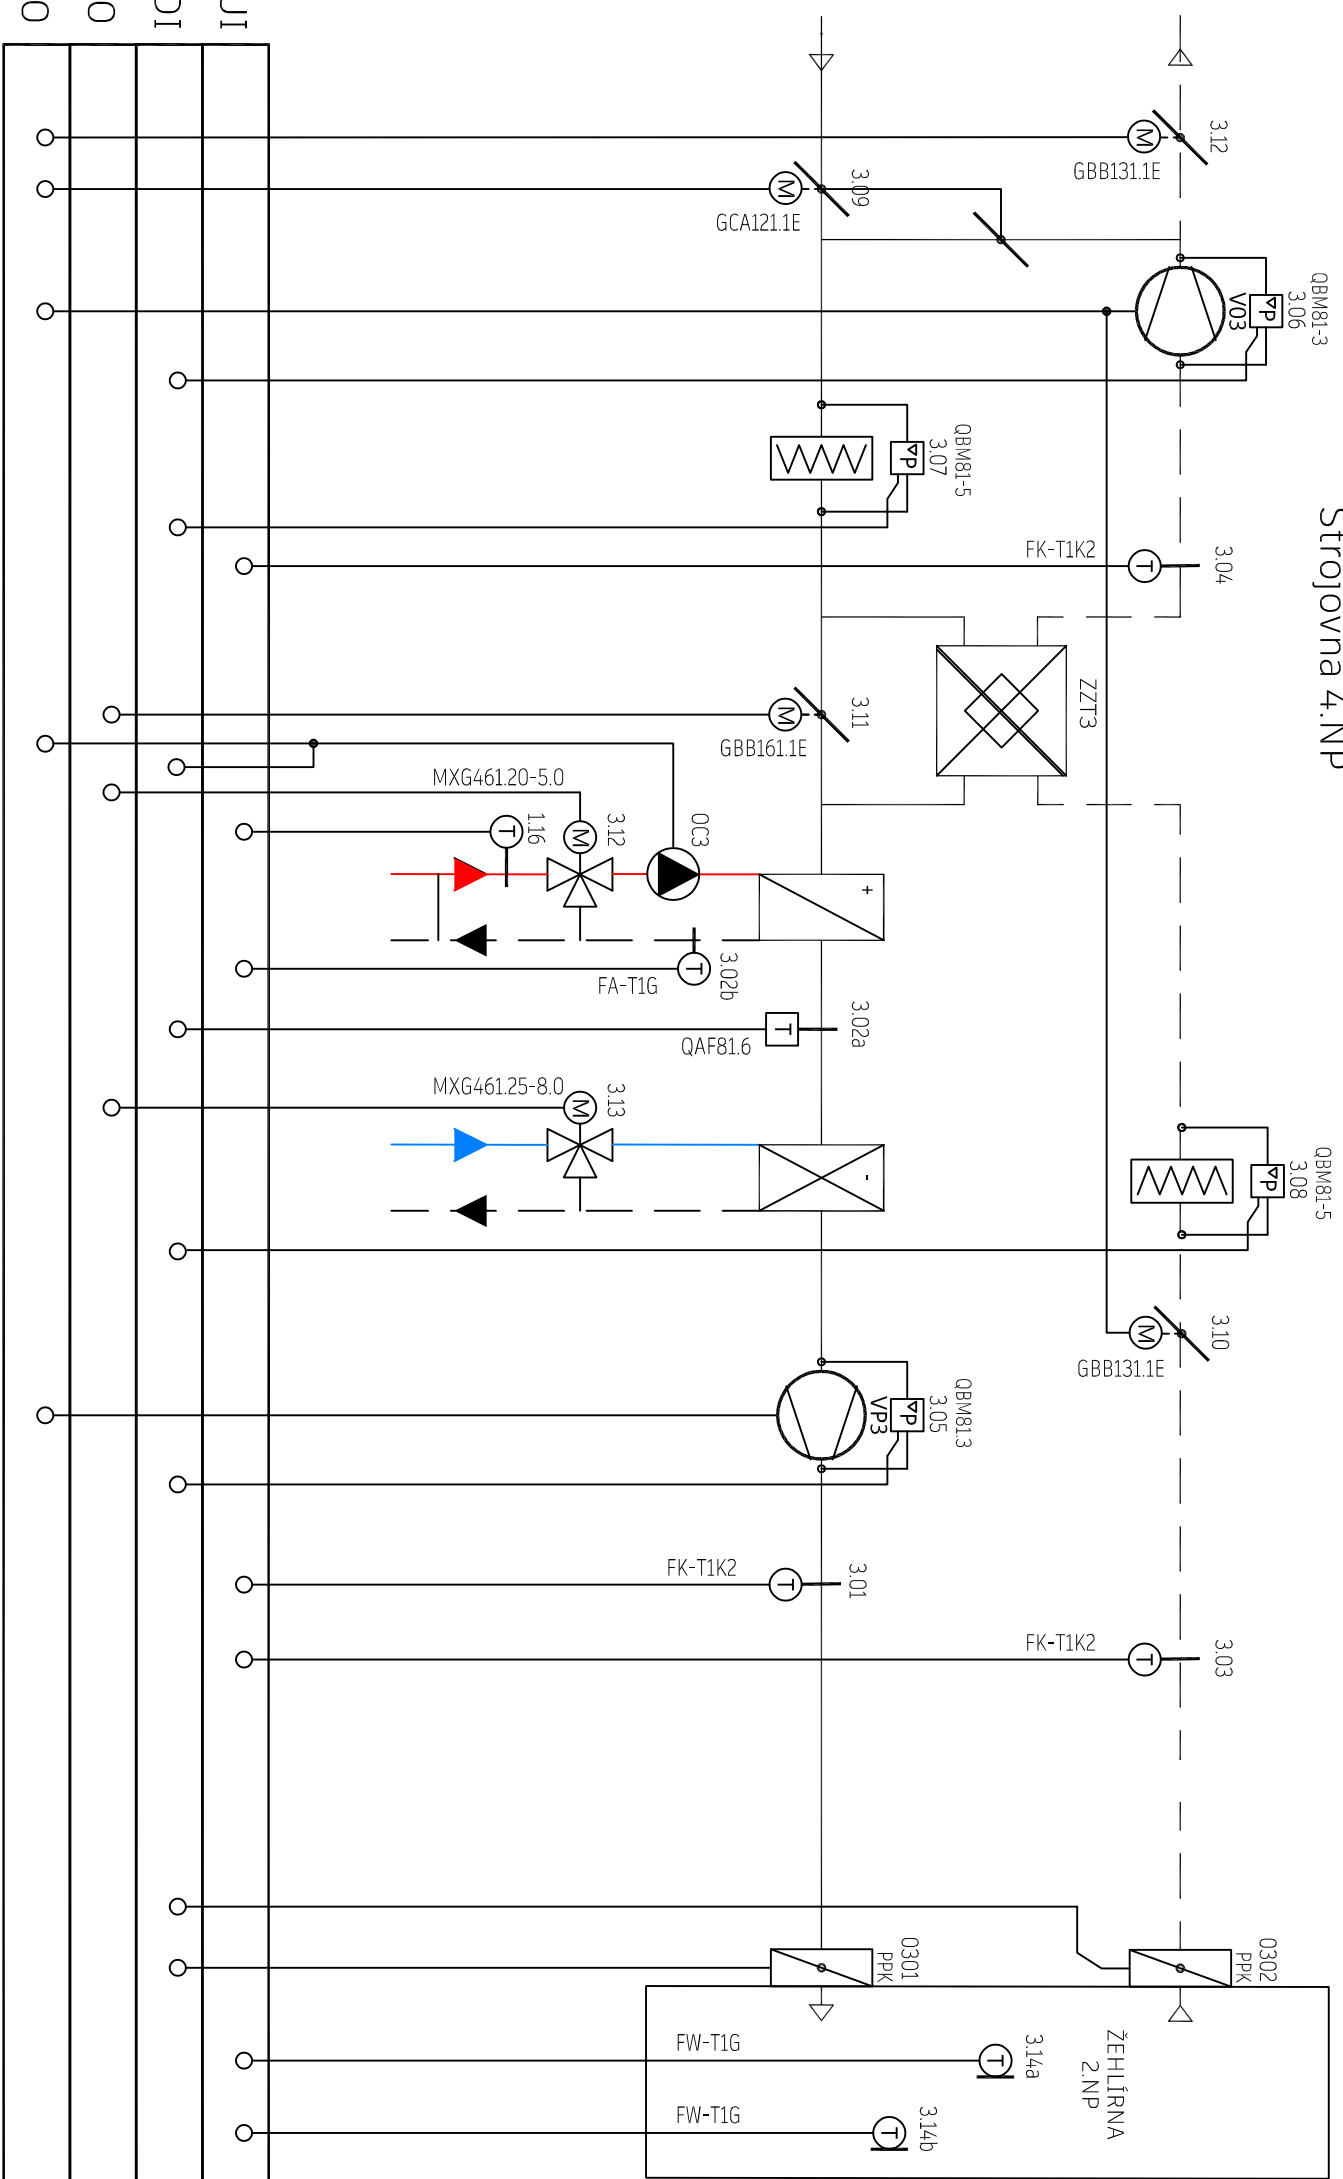 Strojovna 4.NP
UI
DI
O
O
3.12
GBB131.1E
3.09
GCA121.1E
QBM81-3
3.06
P
V03
M
M
QBM81-5
3.07
P
3.04
FK-T1K2
T
ZZT3
3.11
GBB161.1E
M
MXG461.20-5.0
1.16
T
3.12
M
OC3
+
3.02b
FA-T1G
T
3.02a
QAF81.6
T
MXG461.25-8.0
3.13
M
-
QBM81-5
3.08
P
3.10
GBB131.1E
M
QBM81.3
3.05
P
VP3
3.01
FK-T1K2
T
3.03
FK-T1K2
T
0301
PPK
0302
PPK
ŽEHLÍRNA
2.NP
3.14a
FW-T1G
T
3.14b
FW-T1G
T